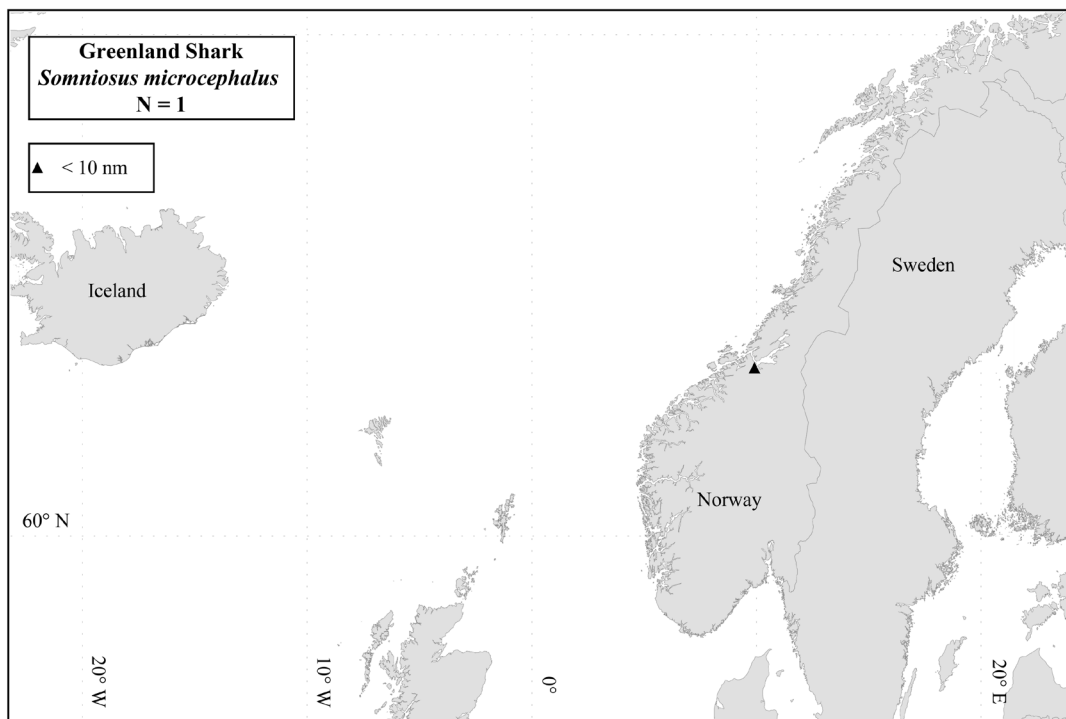 Greenland Shark
Somniosus microcephalus
N = 1
▲ < 10 nm
Sweden
Iceland
Norway
60° N
20° W
10° W
0°
20° E